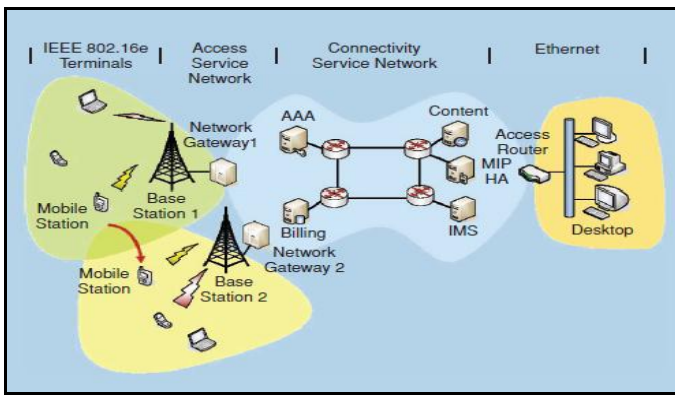 IEEE 802.16e
Terminals
Access
Service
Network
Connectivity
Service Network
Ethernet
AAA
Content
Network
Gateway1
Access
Router
MIP
HA
Base
Station 1
Mobile
Station
Billing
IMS
Desktop
Network
Gateway 2
Mobile
Station
Base
Station 2